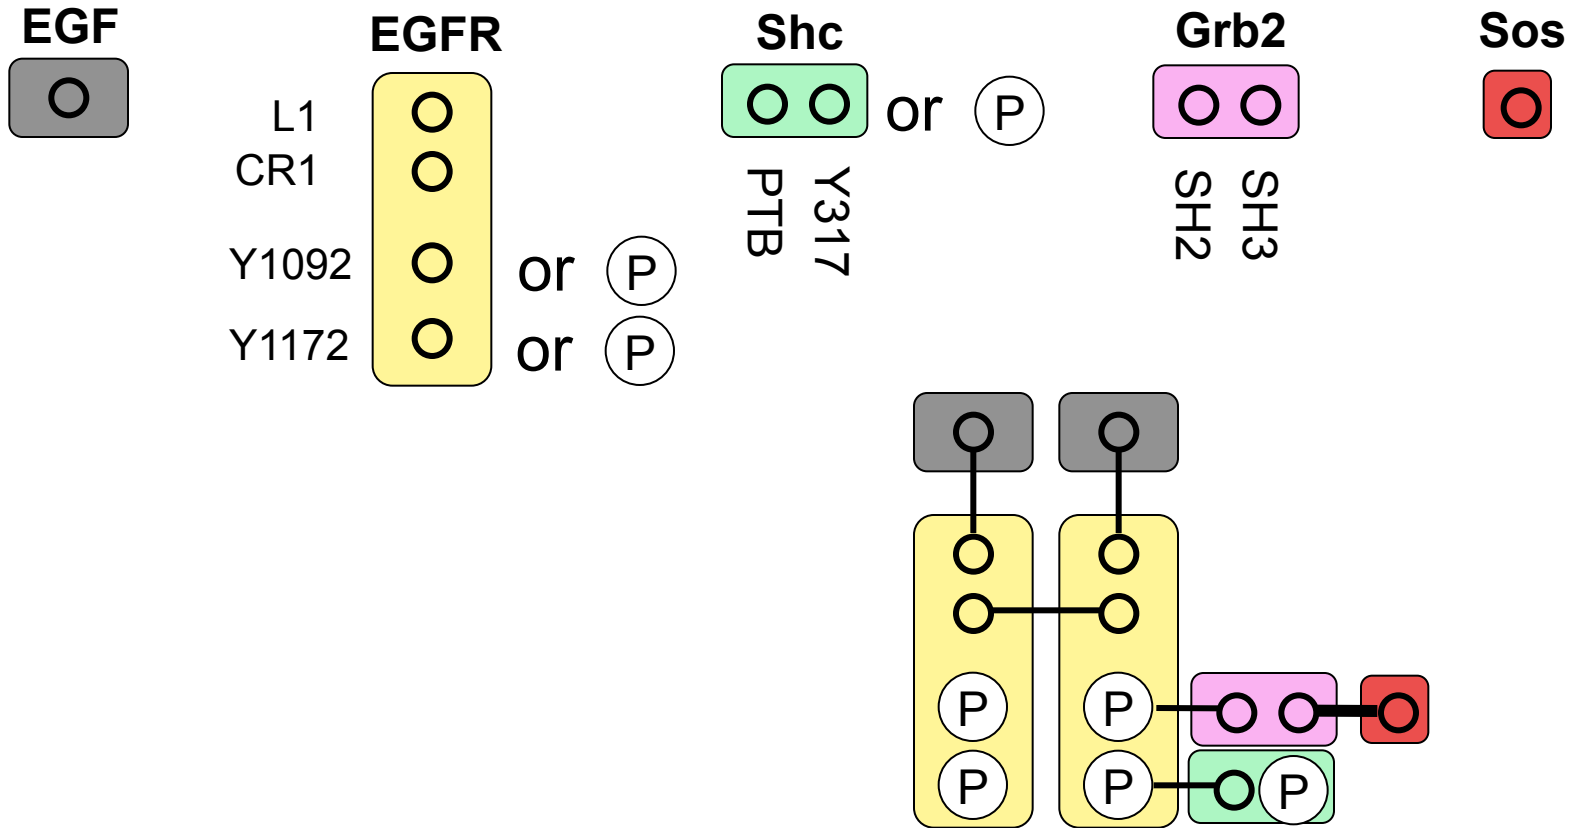 EGF
EGFR
Shc
Grb2
Sos
L1
CR1
Y1092 or P
Y1172 or P
or P
PTB
Y317
SH2
SH3
P P
P P P